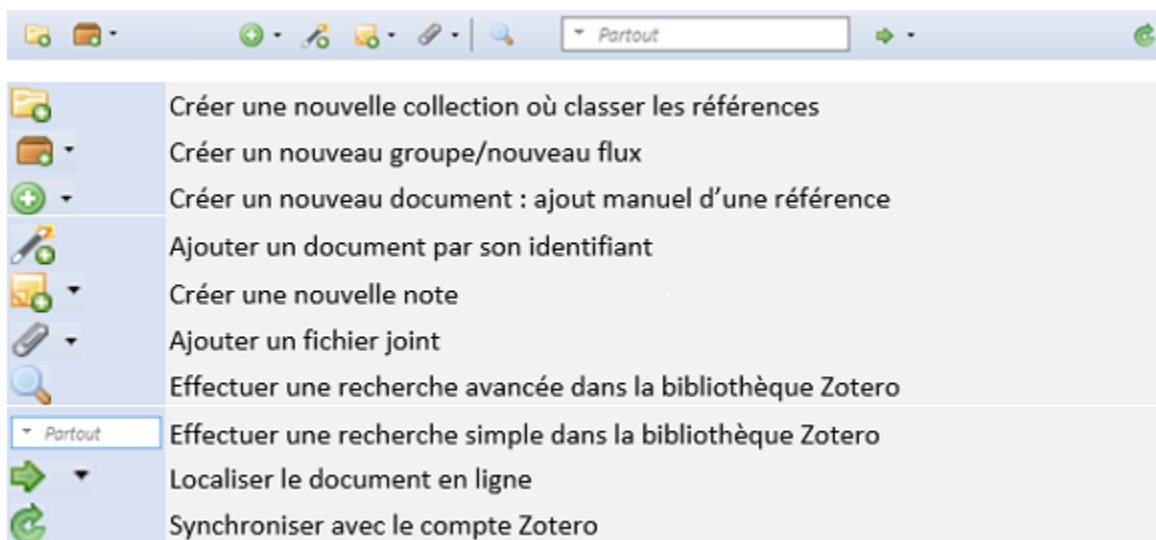 Partout
Créer une nouvelle collection où classer les références
Créer un nouveau groupe/nouveau flux
Créer un nouveau document : ajout manuel d’une référence
Ajouter un document par son identifiant
Créer une nouvelle note
Ajouter un fichier joint
Effectuer une recherche avancée dans la bibliothèque Zotero
Partout Effectuer une recherche simple dans la bibliothèque Zotero
Localiser le document en ligne
Synchroniser avec le compte Zotero